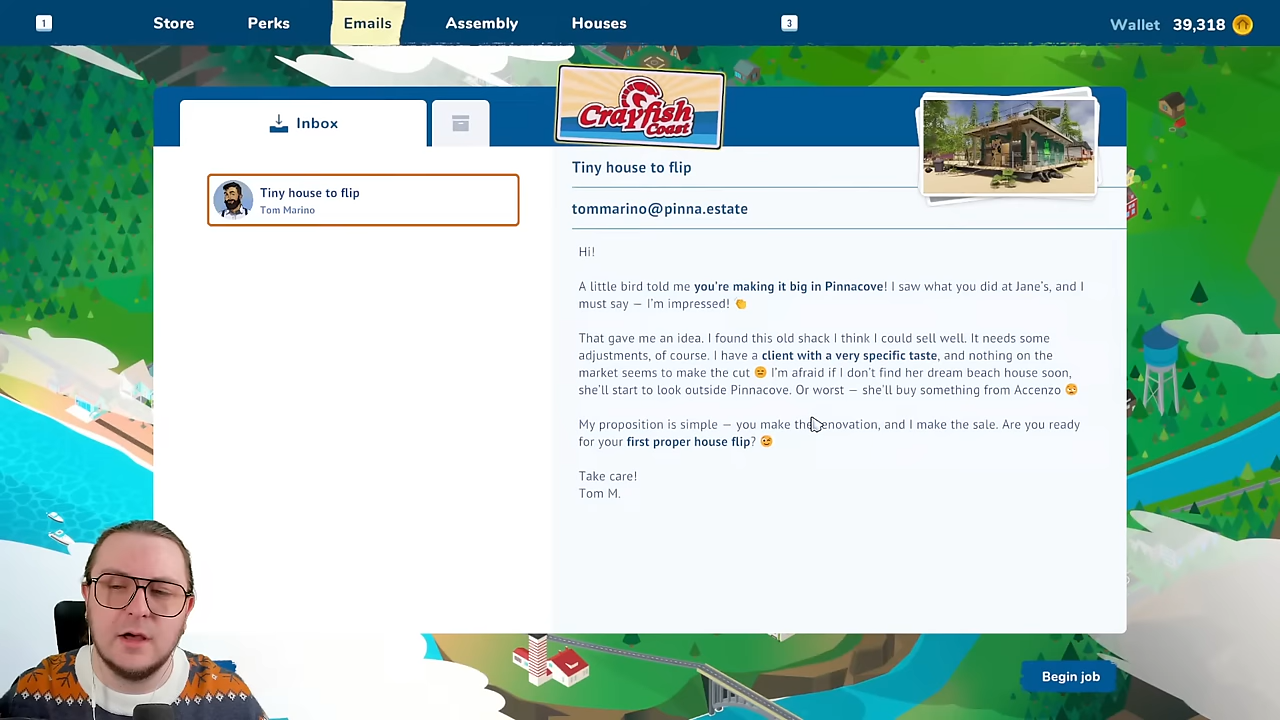 1 Store Perks Emails Assembly Houses 3 Wallet 39,318
Inbox
Crayfish
Coast
Tiny house to flip
Tom Marino
Tiny house to flip
tommarino@pinna.estate
Hi!
A little bird told me you're making it big in Pinnacove! I saw what you did at Jane's, and I
must say — I'm impressed! 👏
That gave me an idea. I found this old shack I think I could sell well. It needs some
adjustments, of course. I have a client with a very specific taste, and nothing on the
market seems to make the cut 😔 I'm afraid if I don't find her dream beach house soon,
she'll start to look outside Pinnacove. Or worst — she'll buy something from Accenzo 😏
My proposition is simple — you make the renovation, and I make the sale. Are you ready
for your first proper house flip? 😉
Take care!
Tom M.
Begin job